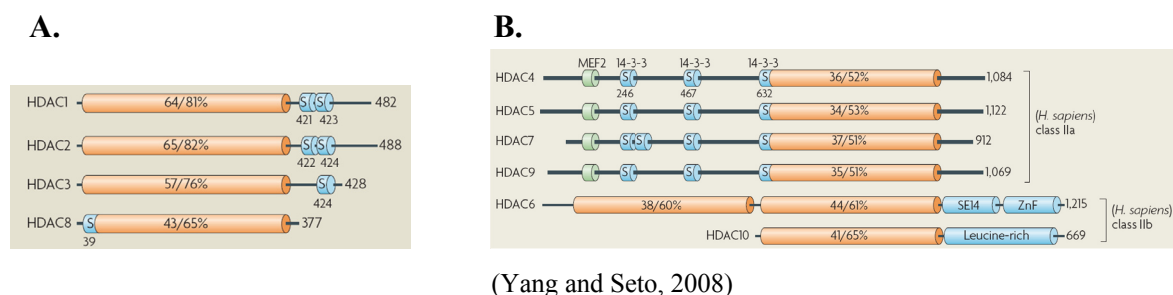 A.
HDAC1 64/81% S S 482
421 423
HDAC2 65/82% S S 488
422 424
HDAC3 57/76% S 428
424
HDAC8 S 43/65% 377
39
B.
MEF2 14-3-3 14-3-3 14-3-3
HDAC4 S S S 36/52% 1,084
246 467 632
HDAC5 S S S 34/53% 1,122
HDAC7 S S S 37/51% 912
HDAC9 S S S 35/51% 1,069
(H. sapiens)
class IIa
HDAC6 38/60% 44/61% SE14 ZnF 1,215
HDAC10 41/65% Leucine-rich 669
(H. sapiens)
class IIb
(Yang and Seto, 2008)